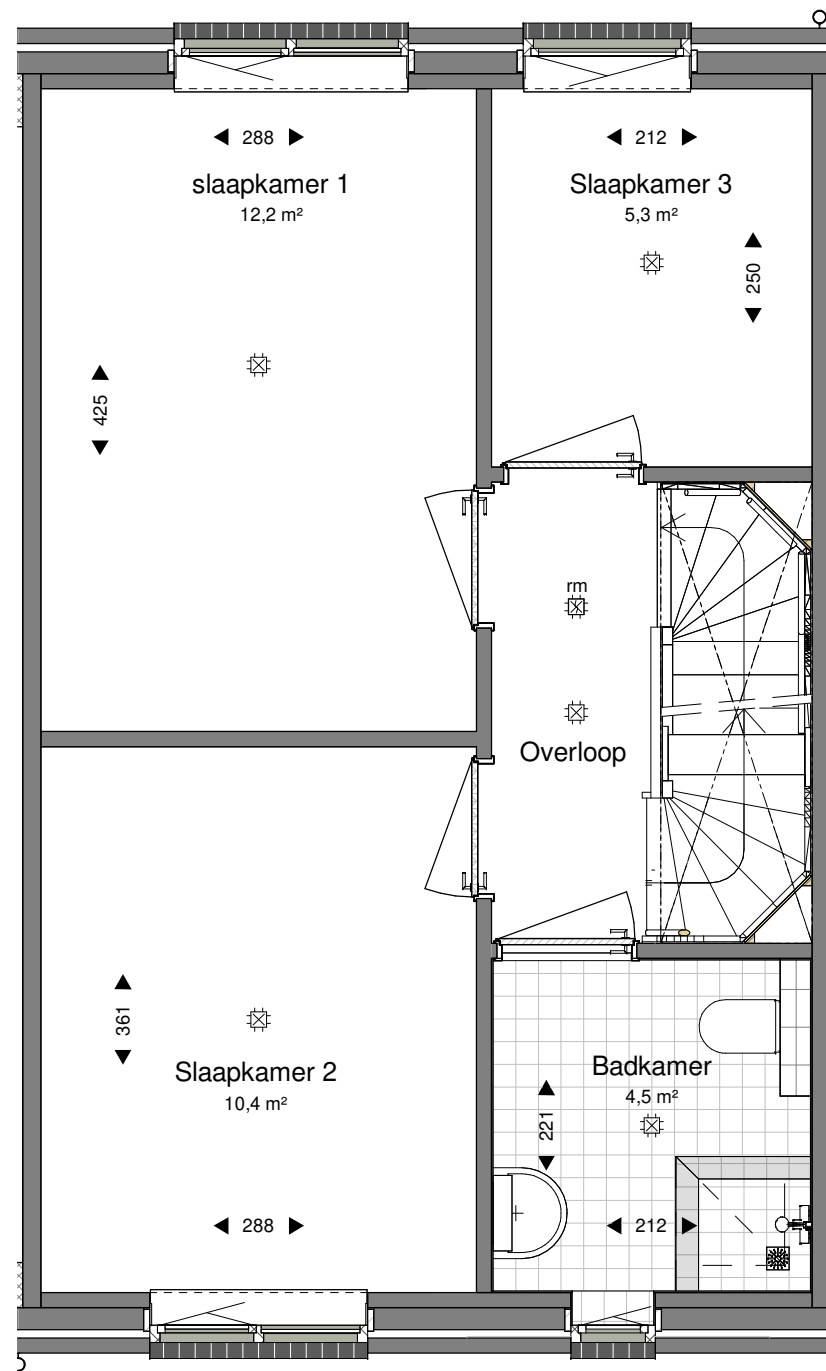 288
slaapkamer 1
12,2 m²
425
212
Slaapkamer 3
5,3 m²
250
rm
Overloop
361
Slaapkamer 2
10,4 m²
288
Badkamer
4,5 m²
221
212